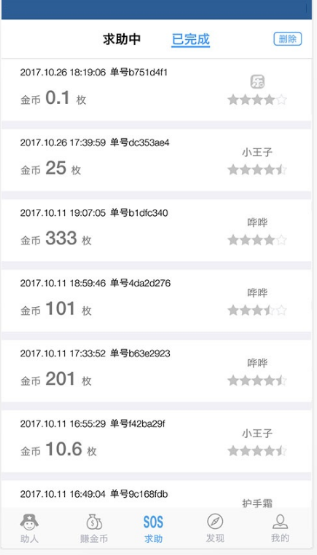 求助中 已完成 删除
2017.10.26 18:19:06 单号b751d4f1
乐
金币 0.1 枚
2017.10.26 17:39:59 单号dc353ae4
小王子
金币 25 枚
2017.10.11 19:07:05 单号b1dfc340
哗哗
金币 333 枚
2017.10.11 18:59:46 单号4da2d276
哗哗
金币 101 枚
2017.10.11 17:33:52 单号b63e2923
哗哗
金币 201 枚
2017.10.11 16:55:29 单号f42ba29f
小王子
金币 10.6 枚
2017.10.11 16:49:04 单号9c168fdb
护手霜
SOS
助人 赚金币 求助 发现 我的